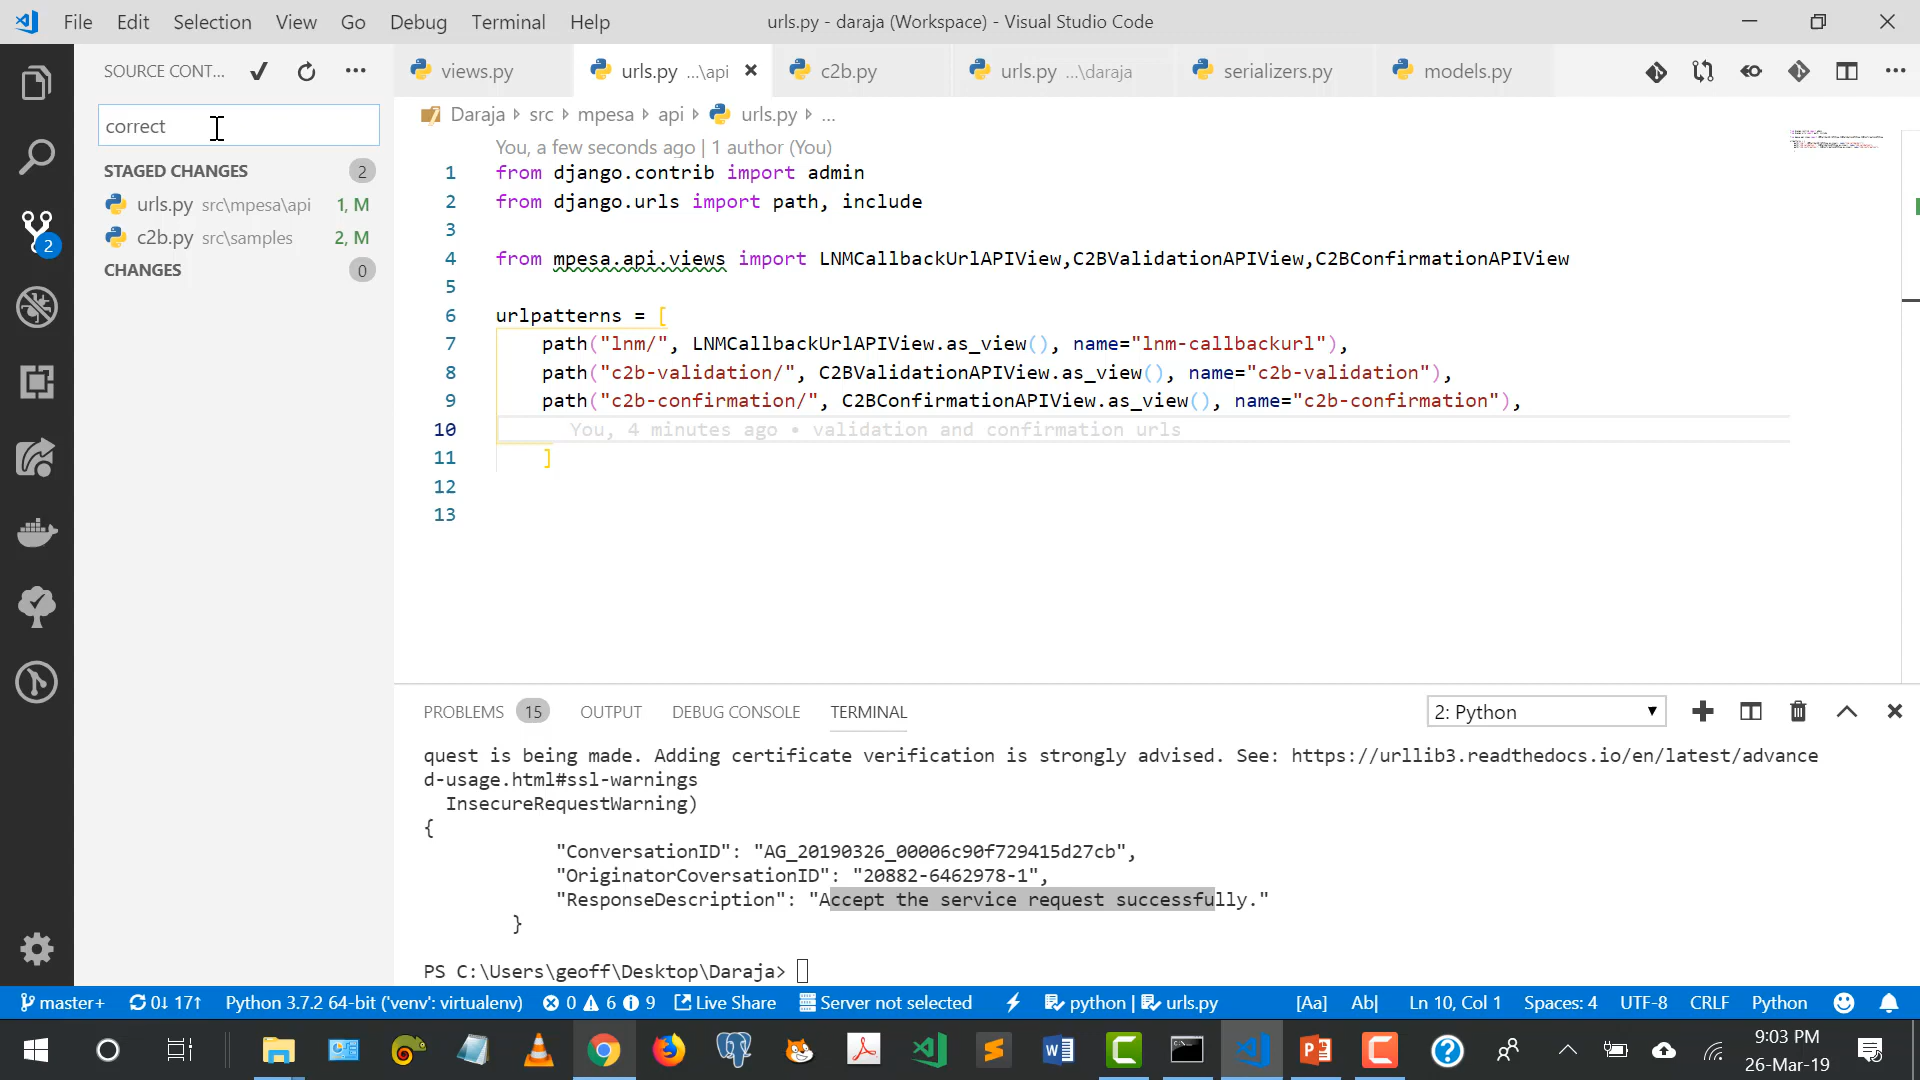 File Edit Selection View Go Debug Terminal Help
urls.py - daraja (Workspace) - Visual Studio Code
SOURCE CONT...
views.py
urls.py ...\api
c2b.py
urls.py ...\daraja
serializers.py
models.py
correct
Daraja src mpesa api urls.py ...
STAGED CHANGES 2
urls.py src\mpesa\api 1, M
c2b.py src\samples 2, M
CHANGES 0
2
You, a few seconds ago | 1 author (You)
1 from django.contrib import admin
2 from django.urls import path, include
3
4 from mpesa.api.views import LNMCallbackUrlAPIView,C2BValidationAPIView,C2BConfirmationAPIView
5
6 urlpatterns = [
7 path("lnm/", LNMCallbackUrlAPIView.as_view(), name="lnm-callbackurl"),
8 path("c2b-validation/", C2BValidationAPIView.as_view(), name="c2b-validation"),
9 path("c2b-confirmation/", C2BConfirmationAPIView.as_view(), name="c2b-confirmation"),
10 You, 4 minutes ago • validation and confirmation urls
11 ]
12
13
PROBLEMS 15 OUTPUT DEBUG CONSOLE TERMINAL
2: Python
quest is being made. Adding certificate verification is strongly advised. See: https://urllib3.readthedocs.io/en/latest/advance
d-usage.html#ssl-warnings
InsecureRequestWarning)
{
"ConversationID": "AG_20190326_00006c90f729415d27cb",
"OriginatorCoversationID": "20882-6462978-1",
"ResponseDescription": "Accept the service request successfully."
}
PS C:\Users\geoff\Desktop\Daraja>
master+ 0↓ 17↑ Python 3.7.2 64-bit ('venv': virtualenv) 0 6 9 Live Share Server not selected python | urls.py [Aa] Ab| Ln 10, Col 1 Spaces: 4 UTF-8 CRLF Python
9:03 PM
26-Mar-19